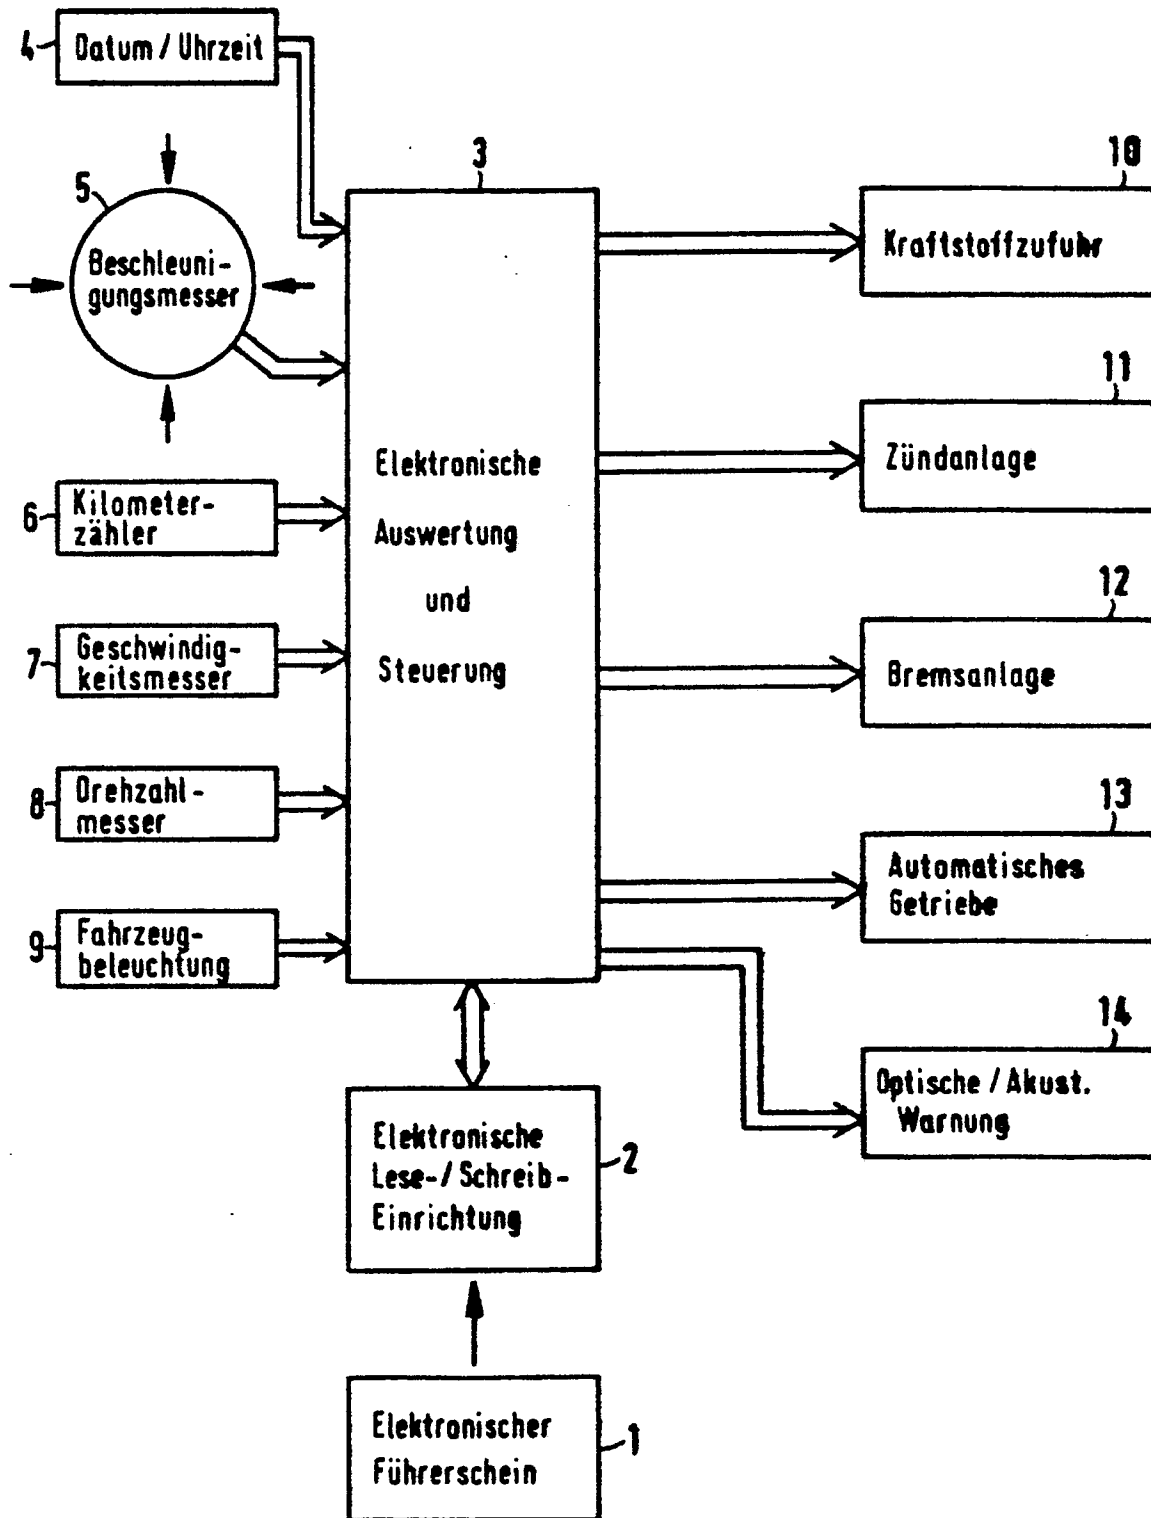 4
Datum / Uhrzeit
5
Beschleuni-
gungsmesser
6
Kilometer-
zähler
7
Geschwindig-
keitsmesser
8
Drehzahl-
messer
9
Fahrzeug-
beleuchtung
3
Elektronische
Auswertung
und
Steuerung
2
Elektronische
Lese-/Schreib-
Einrichtung
1
Elektronischer
Führerschein
10
Kraftstoffzufuhr
11
Zündanlage
12
Bremsanlage
13
Automatisches
Getriebe
14
Optische / Akust.
Warnung